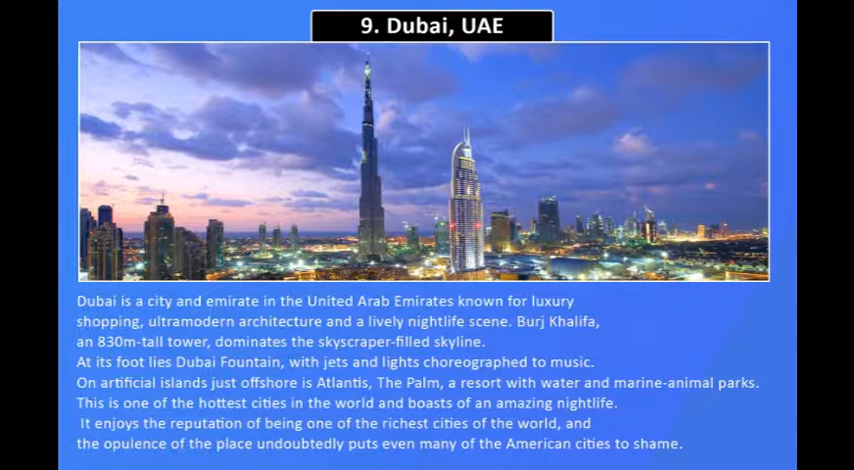 9. Dubai, UAE
Dubai is a city and emirate in the United Arab Emirates known for luxury
shopping, ultramodern architecture and a lively nightlife scene. Burj Khalifa,
an 830m-tall tower, dominates the skyscraper-filled skyline.
At its foot lies Dubai Fountain, with jets and lights choreographed to music.
On artificial islands just offshore is Atlantis, The Palm, a resort with water and marine-animal parks.
This is one of the hottest cities in the world and boasts of an amazing nightlife.
It enjoys the reputation of being one of the richest cities of the world, and
the opulence of the place undoubtedly puts even many of the American cities to shame.